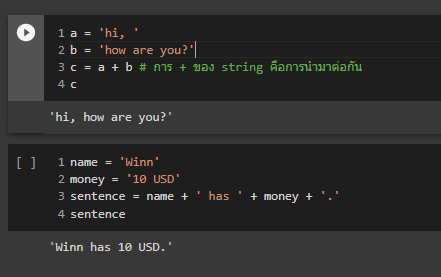 1 a = 'hi, '
2 b = 'how are you?'
3 c = a + b # การ + ของ string คือการนำมาต่อกัน
4 c
'hi, how are you?'
[ ] 1 name = 'Winn'
2 money = '10 USD'
3 sentence = name + ' has ' + money + '.'
4 sentence
'Winn has 10 USD.'